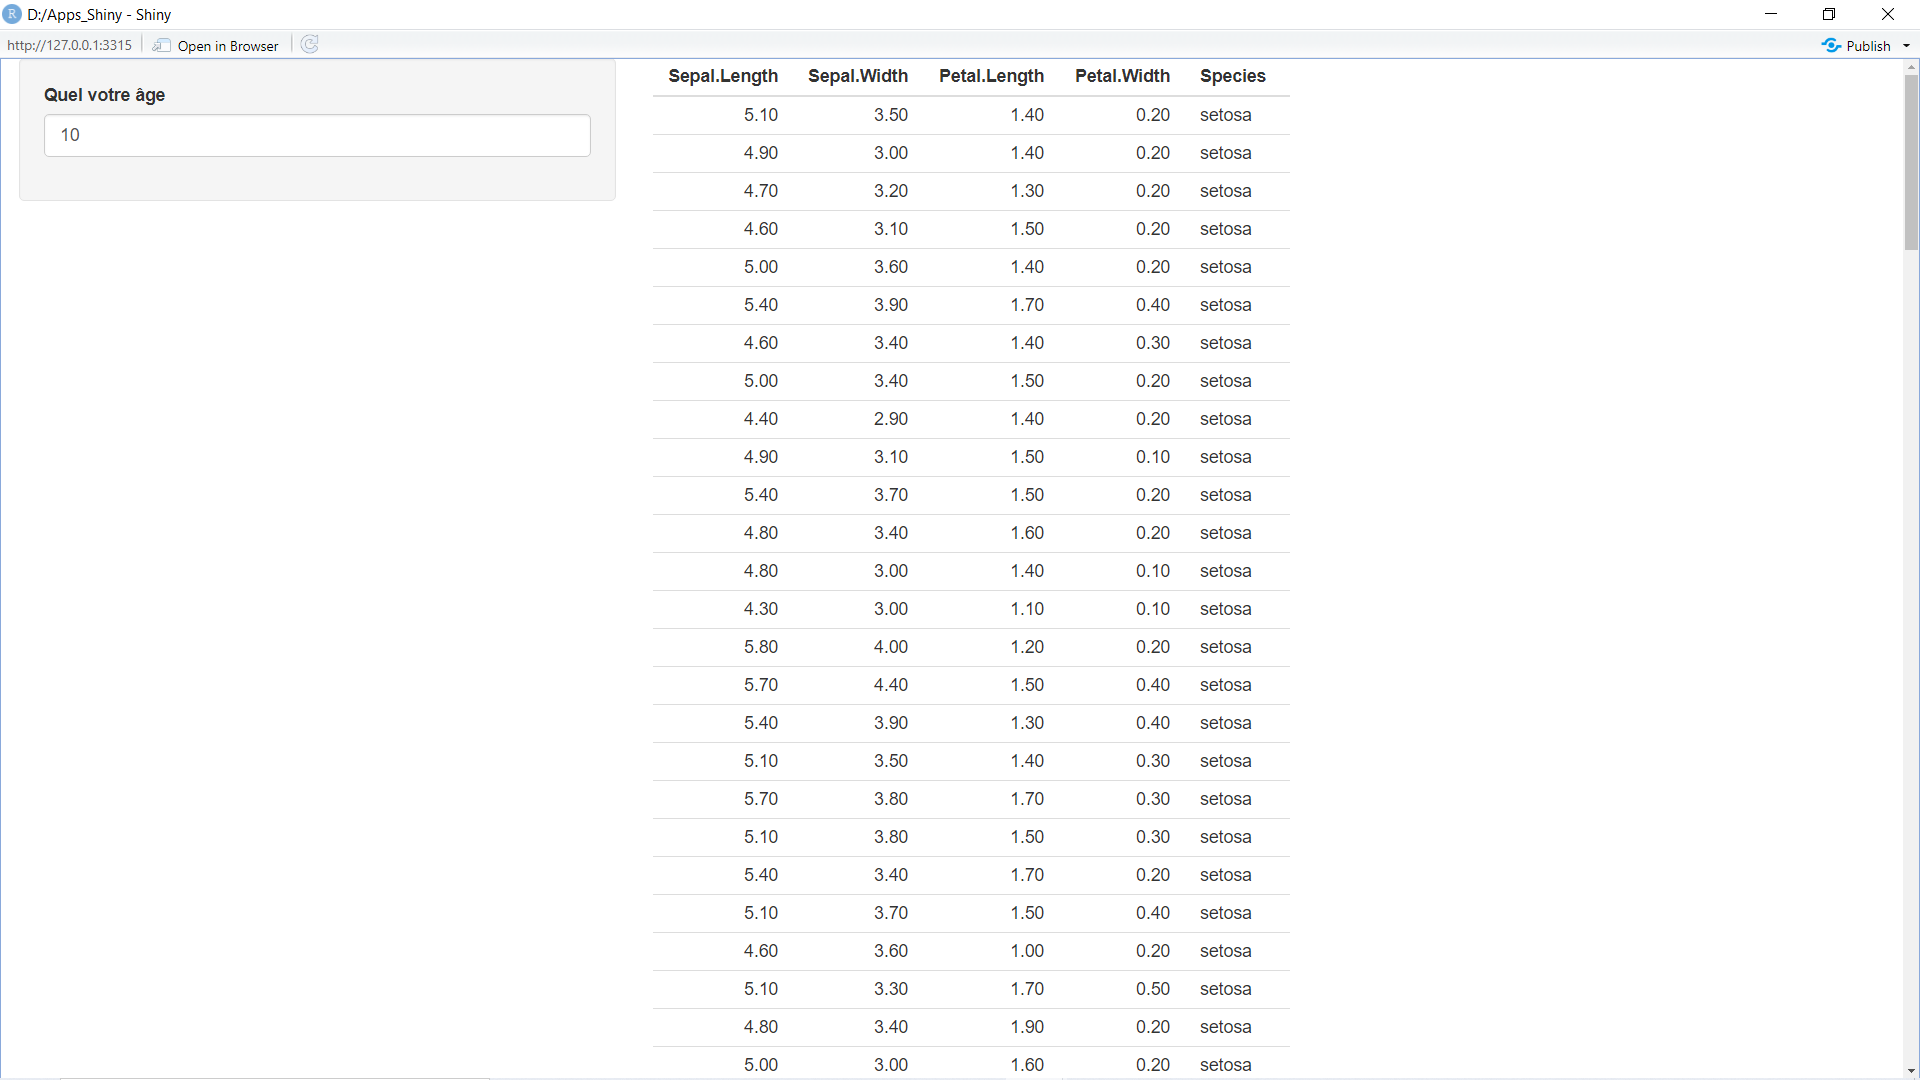 D:/Apps_Shiny - Shiny
http://127.0.0.1:3315 Open in Browser Publish
Quel votre âge
10
Sepal.Length Sepal.Width Petal.Length Petal.Width Species
5.10 3.50 1.40 0.20 setosa
4.90 3.00 1.40 0.20 setosa
4.70 3.20 1.30 0.20 setosa
4.60 3.10 1.50 0.20 setosa
5.00 3.60 1.40 0.20 setosa
5.40 3.90 1.70 0.40 setosa
4.60 3.40 1.40 0.30 setosa
5.00 3.40 1.50 0.20 setosa
4.40 2.90 1.40 0.20 setosa
4.90 3.10 1.50 0.10 setosa
5.40 3.70 1.50 0.20 setosa
4.80 3.40 1.60 0.20 setosa
4.80 3.00 1.40 0.10 setosa
4.30 3.00 1.10 0.10 setosa
5.80 4.00 1.20 0.20 setosa
5.70 4.40 1.50 0.40 setosa
5.40 3.90 1.30 0.40 setosa
5.10 3.50 1.40 0.30 setosa
5.70 3.80 1.70 0.30 setosa
5.10 3.80 1.50 0.30 setosa
5.40 3.40 1.70 0.20 setosa
5.10 3.70 1.50 0.40 setosa
4.60 3.60 1.00 0.20 setosa
5.10 3.30 1.70 0.50 setosa
4.80 3.40 1.90 0.20 setosa
5.00 3.00 1.60 0.20 setosa